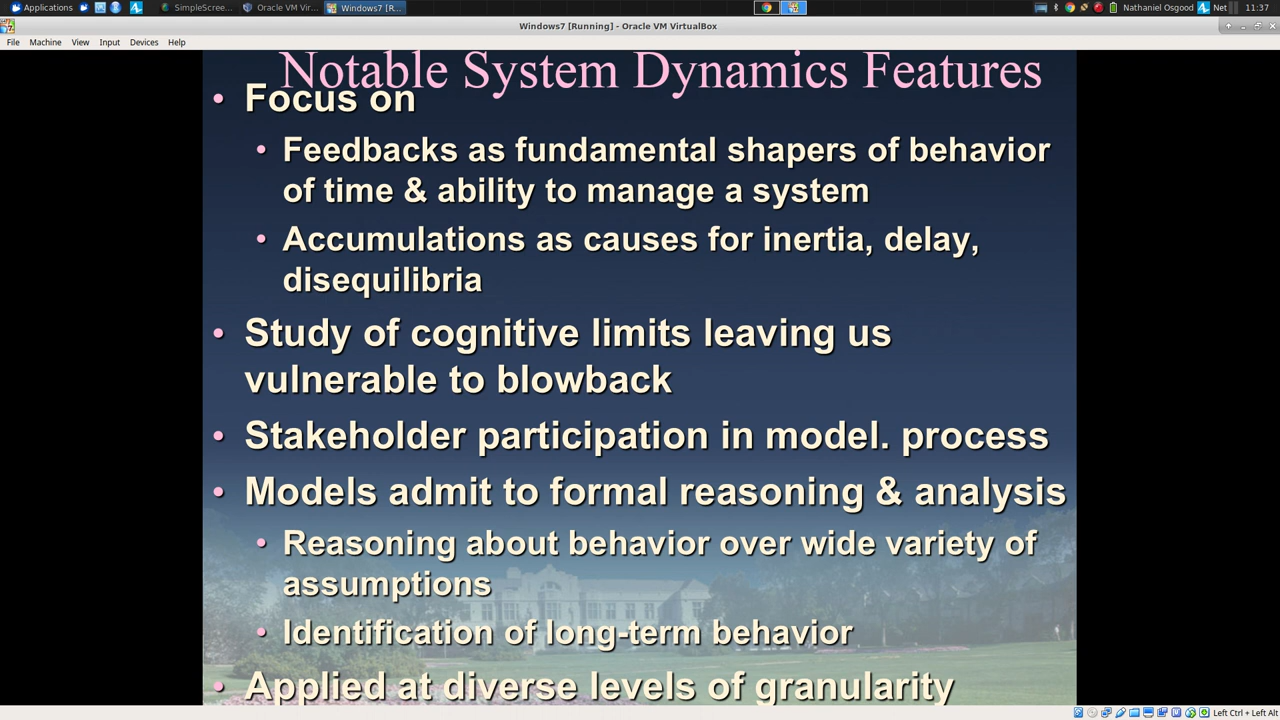 Applications
SimpleScree...
Oracle VM Vir...
Windows7 [R...
Nathaniel Osgood
Net
11:37
Windows7 [Running] - Oracle VM VirtualBox
File Machine View Input Devices Help
Notable System Dynamics Features
• Focus on
• Feedbacks as fundamental shapers of behavior
of time & ability to manage a system
• Accumulations as causes for inertia, delay,
disequilibria
• Study of cognitive limits leaving us
vulnerable to blowback
• Stakeholder participation in model. process
• Models admit to formal reasoning & analysis
• Reasoning about behavior over wide variety of
assumptions
• Identification of long-term behavior
• Applied at diverse levels of granularity
Left Ctrl + Left Alt